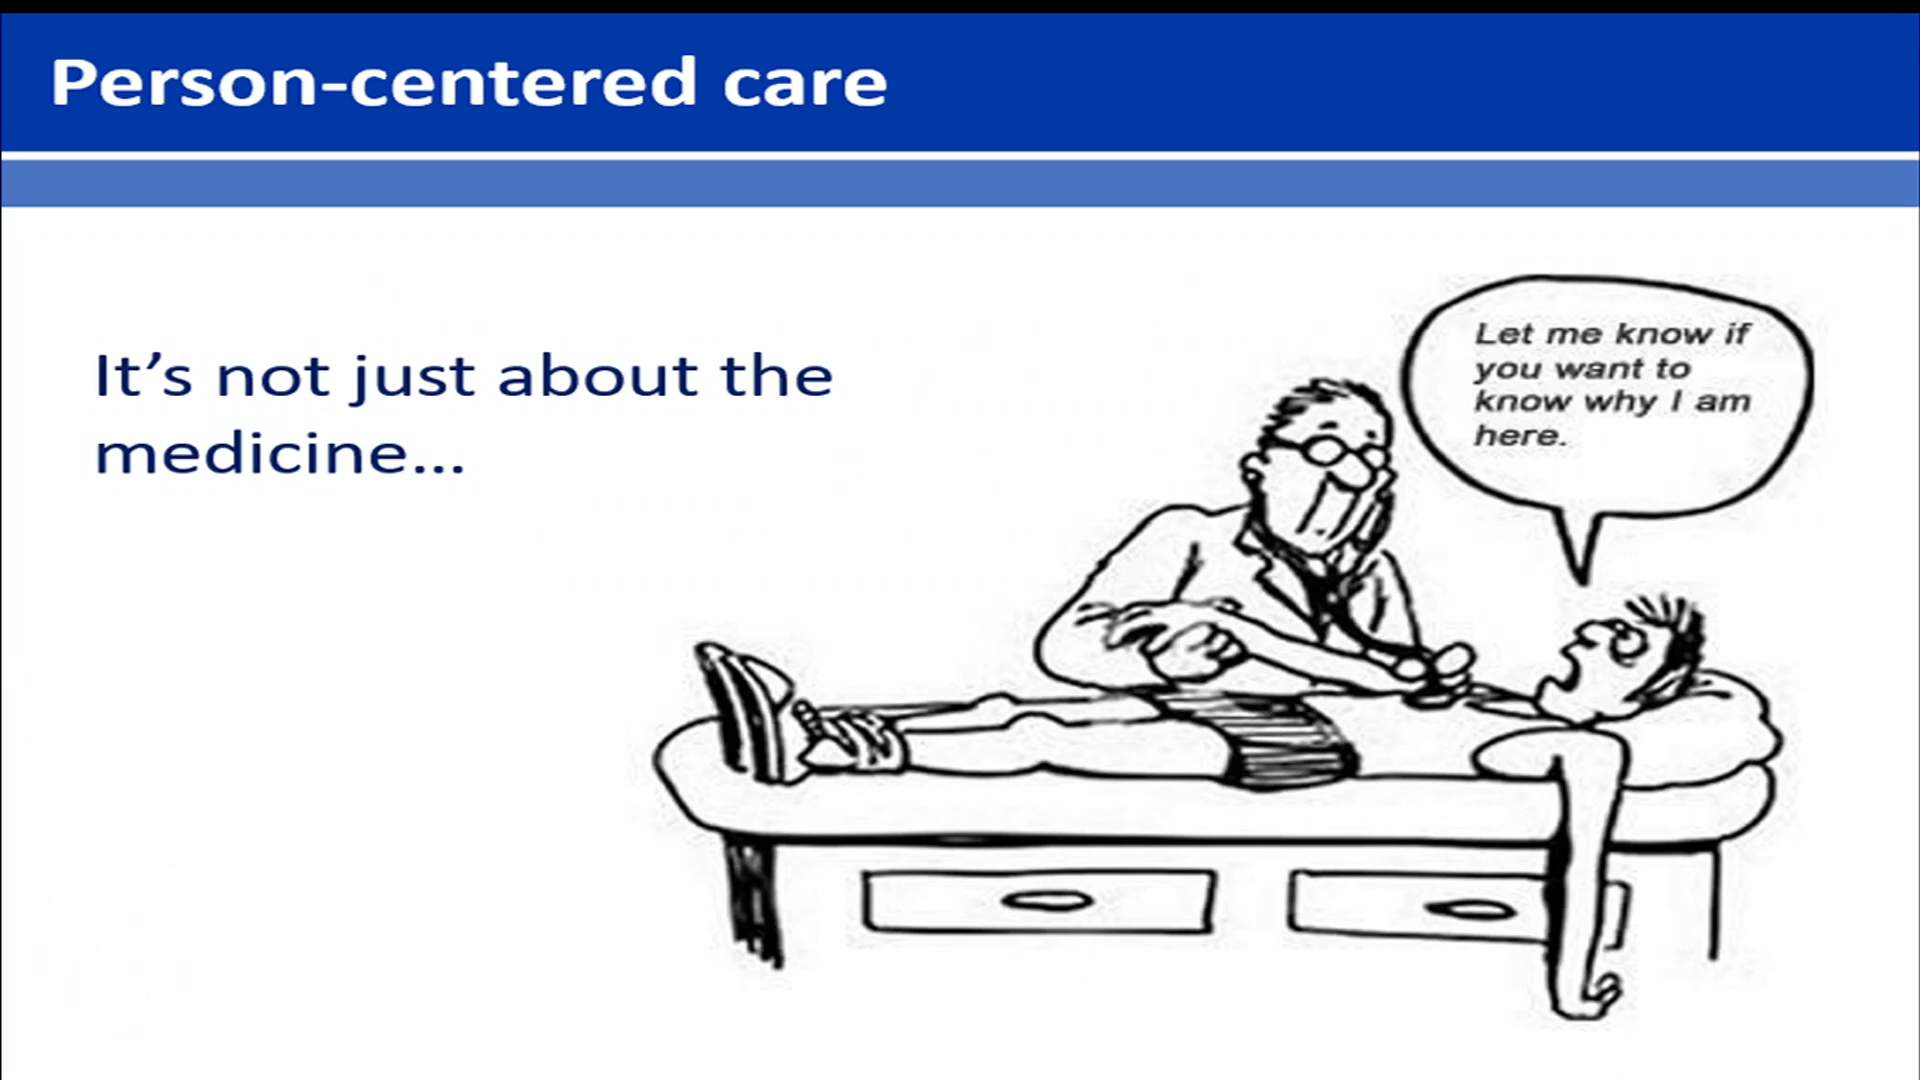 Person-centered care
It’s not just about the
medicine...
Let me know if
you want to
know why I am
here.